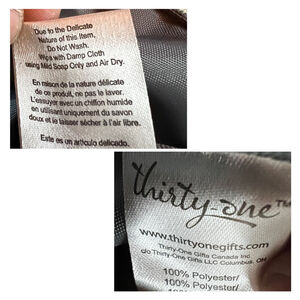 Due to the Delicate
Nature of this Item,
Do Not Wash.
Wipe with Damp Cloth
using Mild Soap Only and Air Dry.
En raison de la nature délicate
de ce produit, ne pas le laver.
L'essuyer avec un chiffon humide
en utilisant uniquement du savon
doux et le laisser sécher à l'air libre.
Este es un artículo delicado.
thirty-one™
www.thirtyonegifts.com
Thirty-One Gifts Canada Inc
c/o Thirty-One Gifts LLC Columbus, OH
100% Polyester/
100% Polyester/